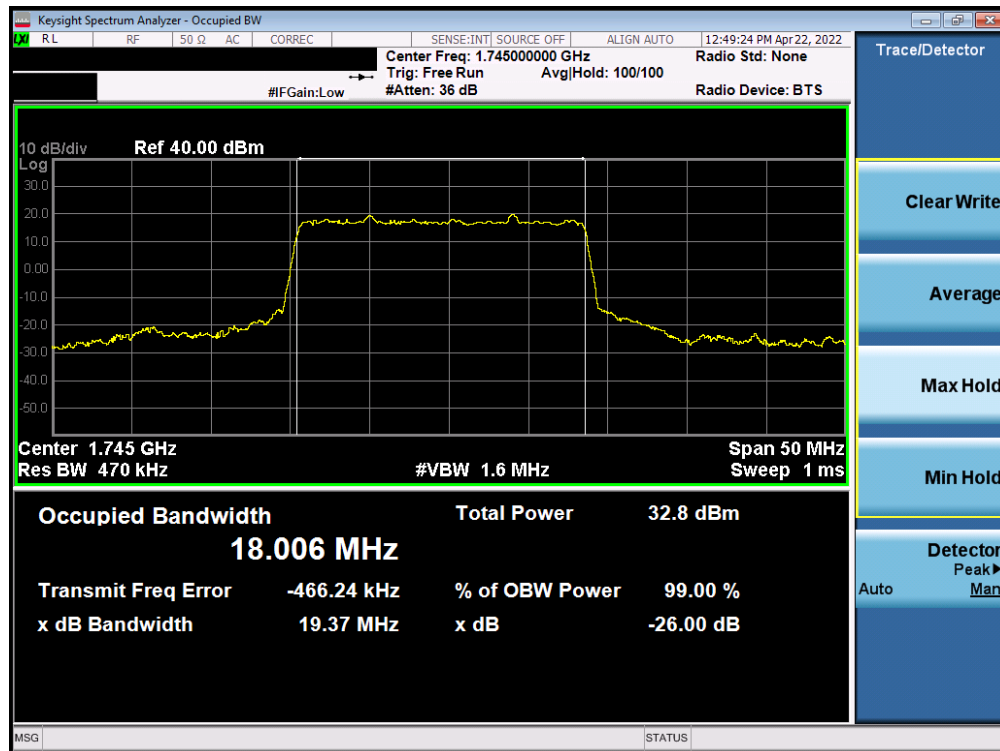 Keysight Spectrum Analyzer - Occupied BW
LXI RL RF 50 Ω AC CORREC SENSE:INT SOURCE OFF ALIGN AUTO 12:49:24 PM Apr 22, 2022
Center Freq: 1.745000000 GHz Radio Std: None
Trig: Free Run Avg|Hold: 100/100
#IFGain:Low #Atten: 36 dB Radio Device: BTS
10 dB/div Ref 40.00 dBm
Log
30.0
20.0
10.0
0.00
-10.0
-20.0
-30.0
-40.0
-50.0
Center 1.745 GHz Span 50 MHz
Res BW 470 kHz #VBW 1.6 MHz Sweep 1 ms
Occupied Bandwidth Total Power 32.8 dBm
18.006 MHz
Transmit Freq Error -466.24 kHz % of OBW Power 99.00 %
x dB Bandwidth 19.37 MHz x dB -26.00 dB
MSG STATUS
Trace/Detector
Clear Write
Average
Max Hold
Min Hold
Detector
Peak▶
Auto Man